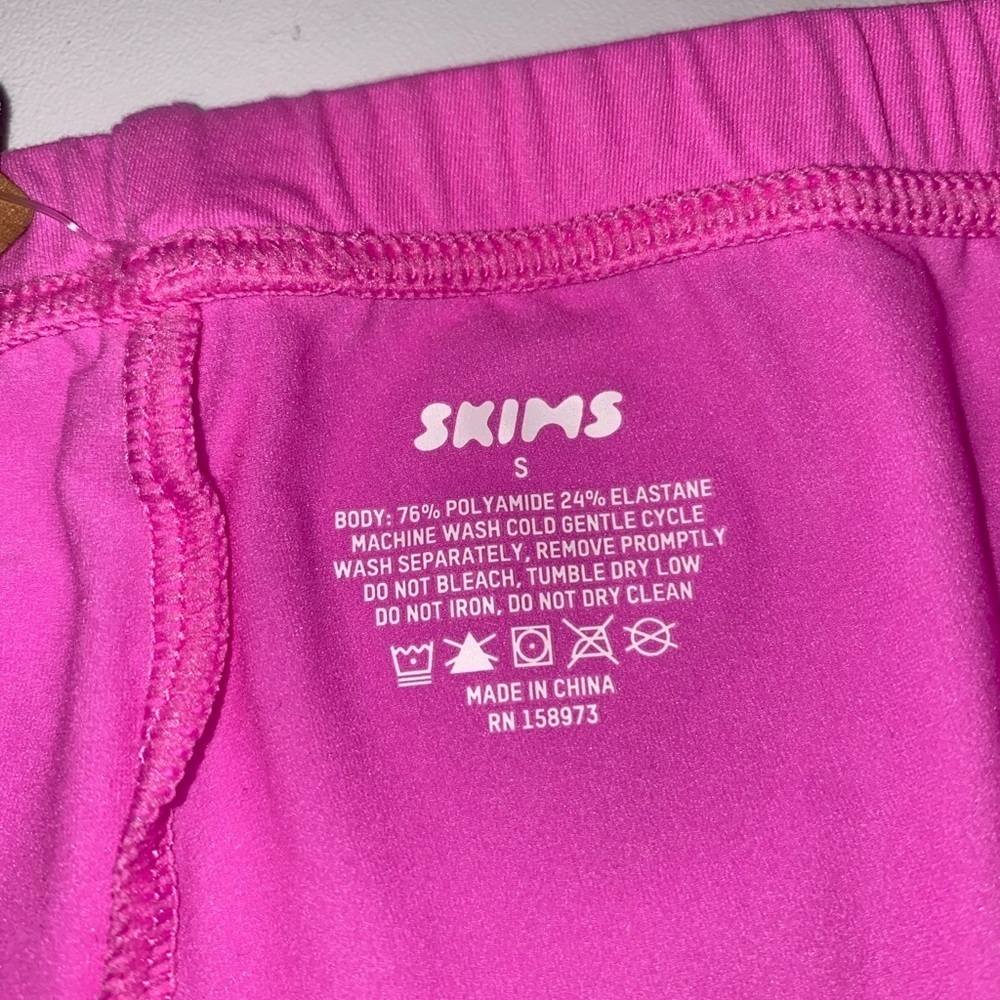 SKIMS
S
BODY: 76% POLYAMIDE 24% ELASTANE
MACHINE WASH COLD GENTLE CYCLE
WASH SEPARATELY, REMOVE PROMPTLY
DO NOT BLEACH, TUMBLE DRY LOW
DO NOT IRON, DO NOT DRY CLEAN
MADE IN CHINA
RN 158973